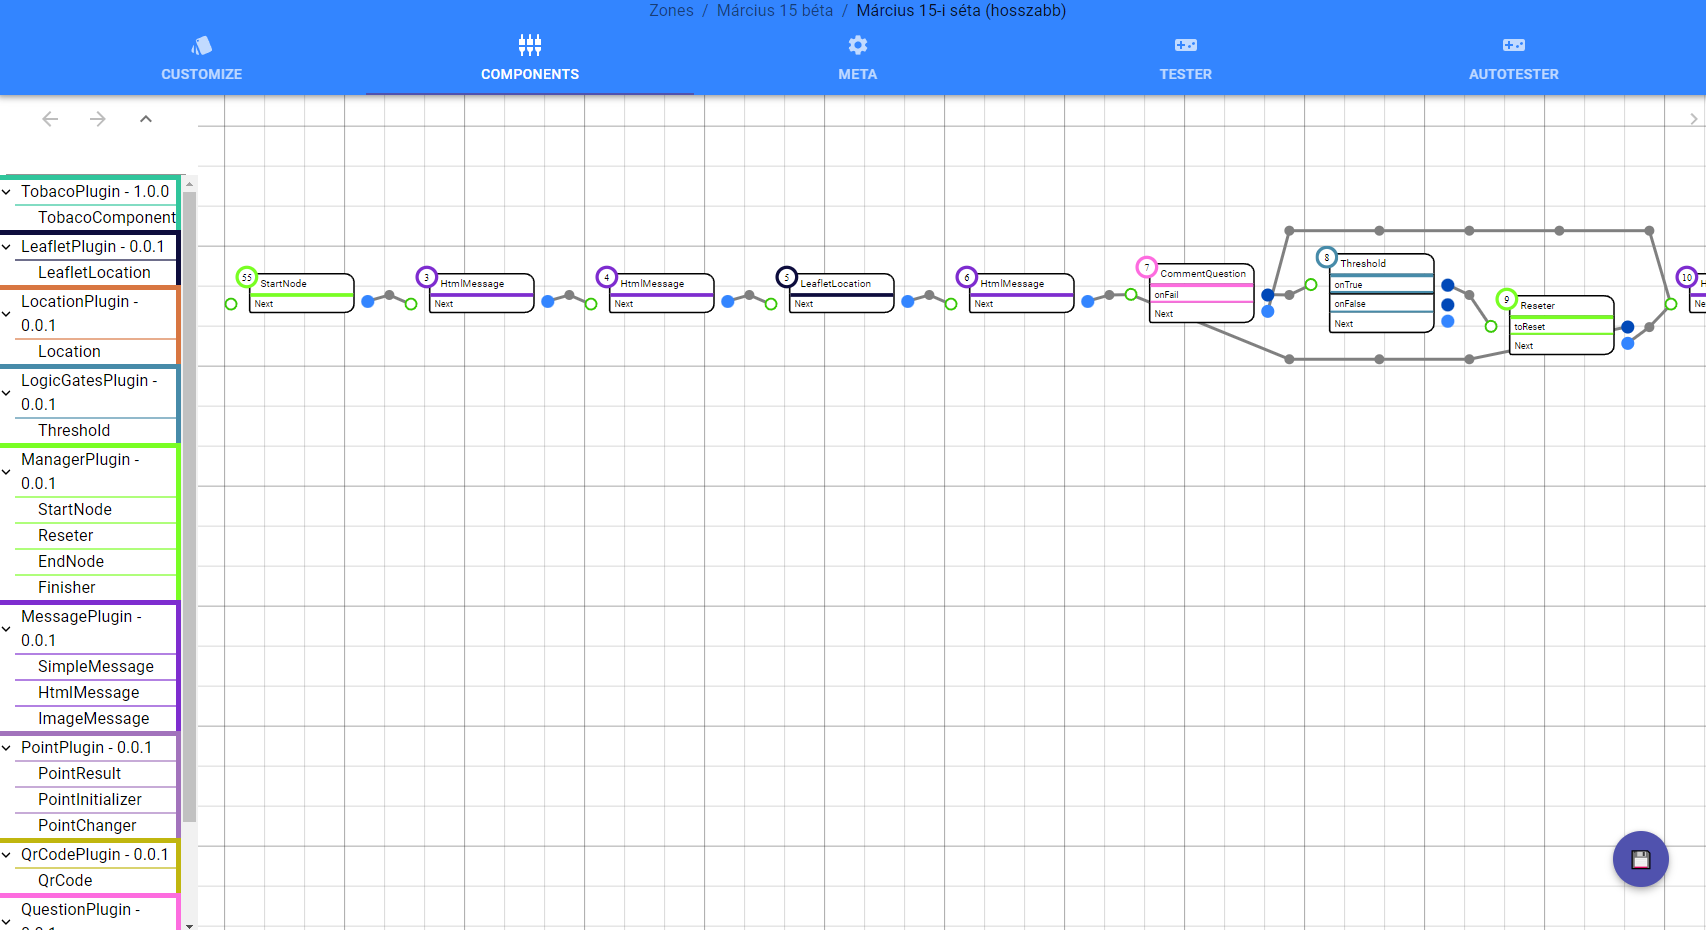 Zones / Március 15 béta / Március 15-i séta (hosszabb)
CUSTOMIZE
COMPONENTS
META
TESTER
AUTOTESTER
TobacoPlugin - 1.0.0
TobacoComponent
LeafletPlugin - 0.0.1
LeafletLocation
LocationPlugin -
0.0.1
Location
LogicGatesPlugin -
0.0.1
Threshold
ManagerPlugin -
0.0.1
StartNode
Reseter
EndNode
Finisher
MessagePlugin -
0.0.1
SimpleMessage
HtmlMessage
ImageMessage
PointPlugin - 0.0.1
PointResult
PointInitializer
PointChanger
QrCodePlugin - 0.0.1
QrCode
QuestionPlugin -
55
StartNode
Next
3
HtmlMessage
Next
4
HtmlMessage
Next
5
LeafletLocation
Next
6
HtmlMessage
Next
7
CommentQuestion
onFail
Next
8
Threshold
onTrue
onFalse
Next
9
Reseter
toReset
Next
10